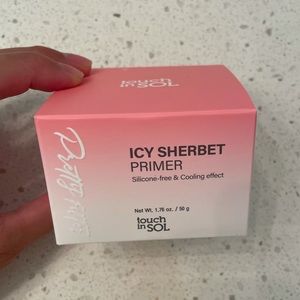 touch
in SOL
ICY SHERBET
PRIMER
Silicone-free & Cooling effect
Net Wt. 1.76 oz. / 50 g
touch
in SOL